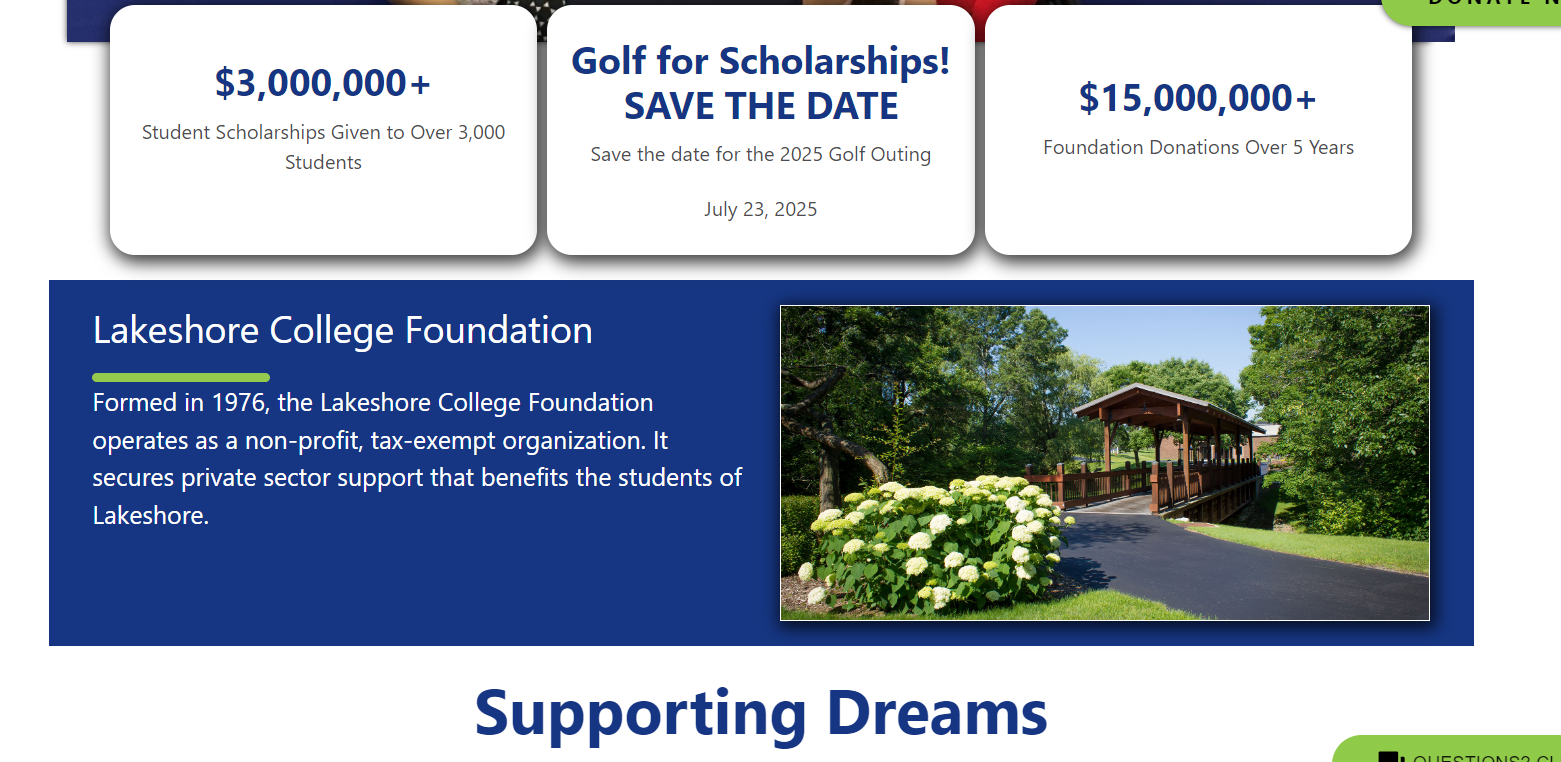 DONATE N
$3,000,000+
Student Scholarships Given to Over 3,000
Students
Golf for Scholarships!
SAVE THE DATE
Save the date for the 2025 Golf Outing
July 23, 2025
$15,000,000+
Foundation Donations Over 5 Years
Lakeshore College Foundation
Formed in 1976, the Lakeshore College Foundation
operates as a non-profit, tax-exempt organization. It
secures private sector support that benefits the students of
Lakeshore.
Supporting Dreams
QUESTIONS? CL